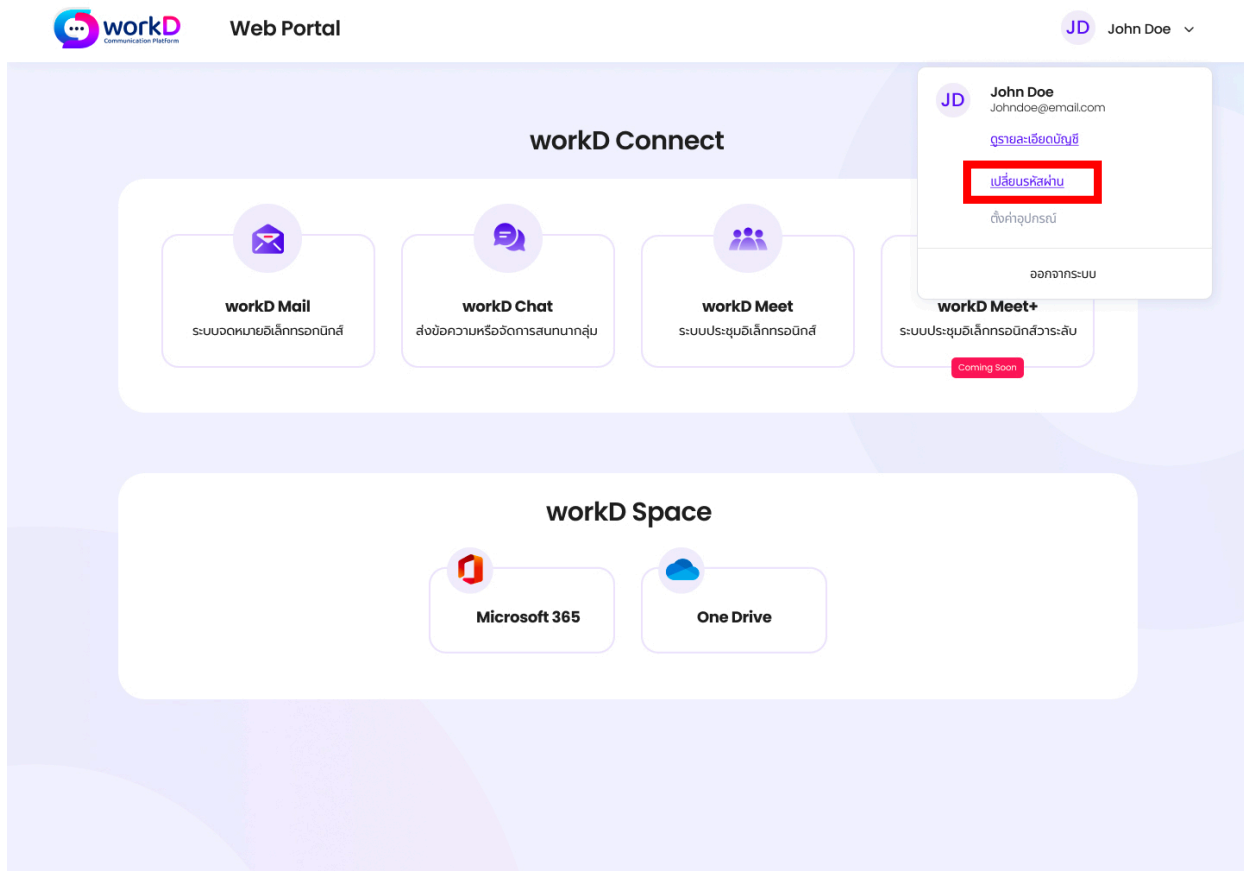 workD
Communication Platform
Web Portal
JD
John Doe
JD
John Doe
Johndoe@email.com
ดูรายละเอียดบัญชี
เปลี่ยนรหัสผ่าน
ตั้งค่าอุปกรณ์
ออกจากระบบ
workD Connect
workD Mail
ระบบจดหมายอิเล็กทรอกนิกส์
workD Chat
ส่งข้อความหรือจัดการสนทนากลุ่ม
workD Meet
ระบบประชุมอิเล็กทรอนิกส์
workD Meet+
ระบบประชุมอิเล็กทรอนิกส์วาระลับ
Coming Soon
workD Space
Microsoft 365
One Drive